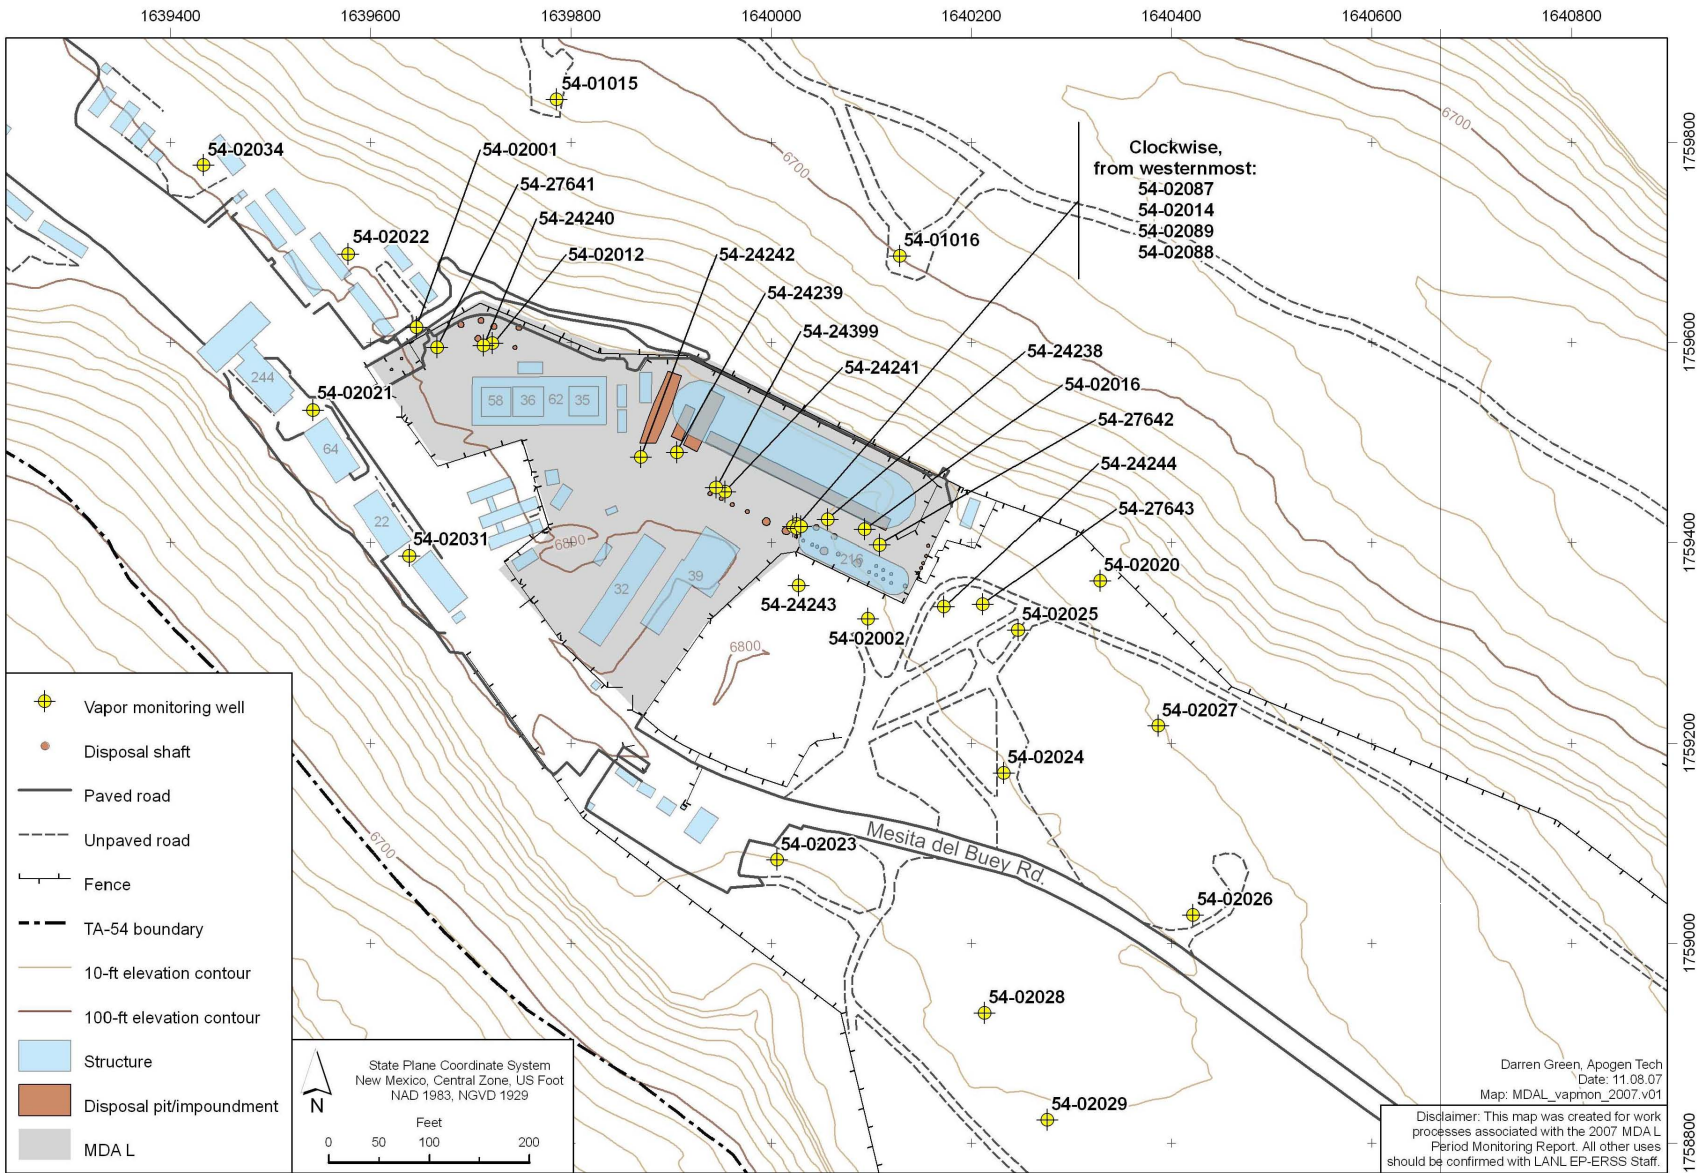 1639400
1639600
1639800
1640000
1640200
1640400
1640600
1640800
54-01015
6700
1759800
54-02034
54-02001
Clockwise,
from westernmost:
54-02087
54-02014
54-02089
54-02088
6700
54-27641
54-24240
54-02022
54-02012
54-24242
54-01016
54-24239
54-24399
1759600
54-24238
54-24241
54-02016
244
58
36
62
35
54-02021
54-27642
64
54-24244
54-27643
22
54-02031
6800
1759400
216
54-02020
32
39
54-24243
54-02025
54-02002
6800
54-02027
1759200
54-02024
6700
54-02023
Mesita del Buey Rd.
54-02026
1759000
54-02028
54-02029
1758800
Vapor monitoring well
Disposal shaft
Paved road
Unpaved road
Fence
TA-54 boundary
10-ft elevation contour
100-ft elevation contour
Structure
Disposal pit/impoundment
MDA L
N
State Plane Coordinate System
New Mexico, Central Zone, US Foot
NAD 1983, NGVD 1929
Feet
0 50 100 200
Darren Green, Apogen Tech
Date: 11.08.07
Map: MDAL_vapmon_2007.v01
Disclaimer: This map was created for work
processes associated with the 2007 MDA L
Period Monitoring Report. All other uses
should be confirmed with LANL EP-ERSS Staff.